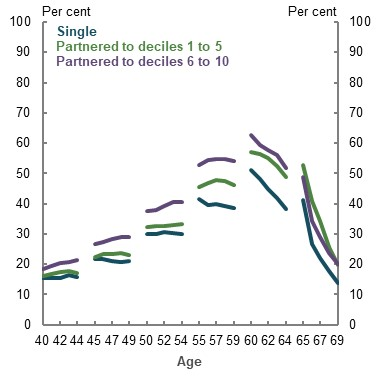 Per cent Per cent
100 100
Single
Partnered to deciles 1 to 5
Partnered to deciles 6 to 10
90 90
80 80
70 70
60 60
50 50
40 40
30 30
20 20
10 10
0 0
40 42 44 45 47 49 50 52 54 55 57 59 60 62 64 65 67 69
Age